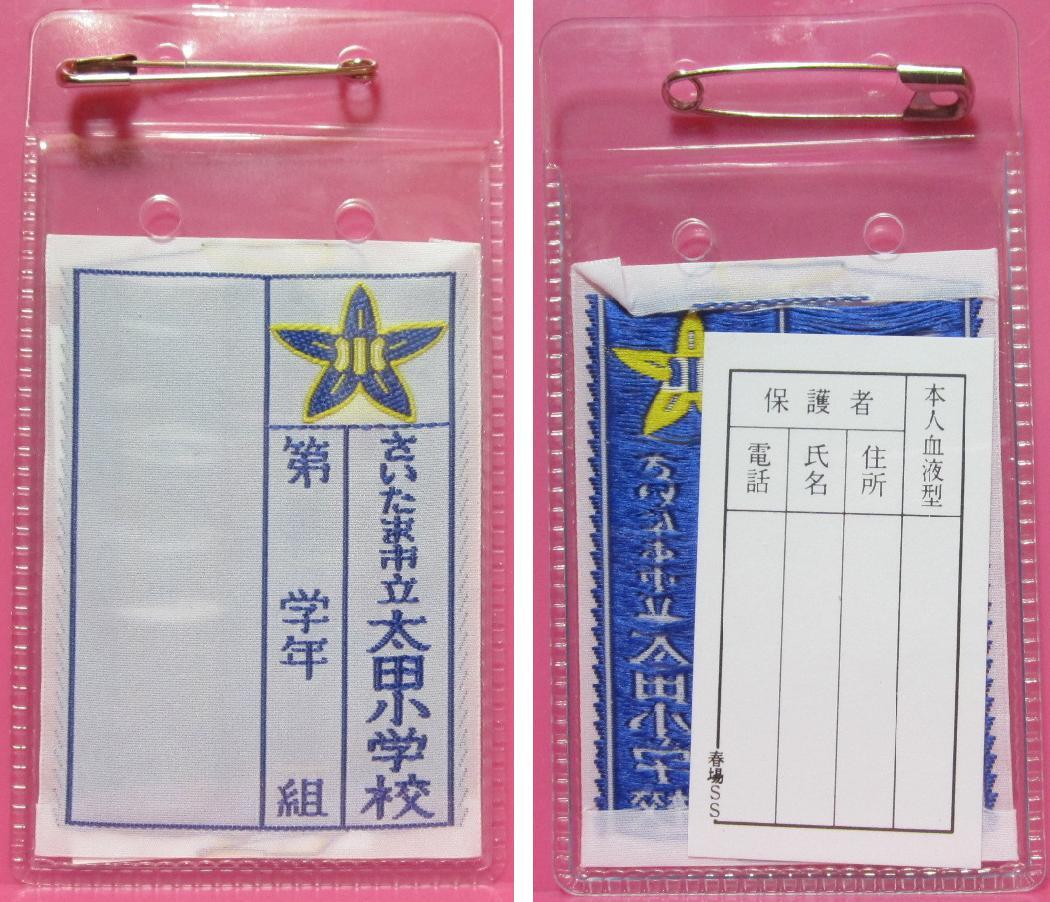 さいたま市立太田小学校
第　学年　組
本人血液型
保護者
住所
氏名
電話
春場SS